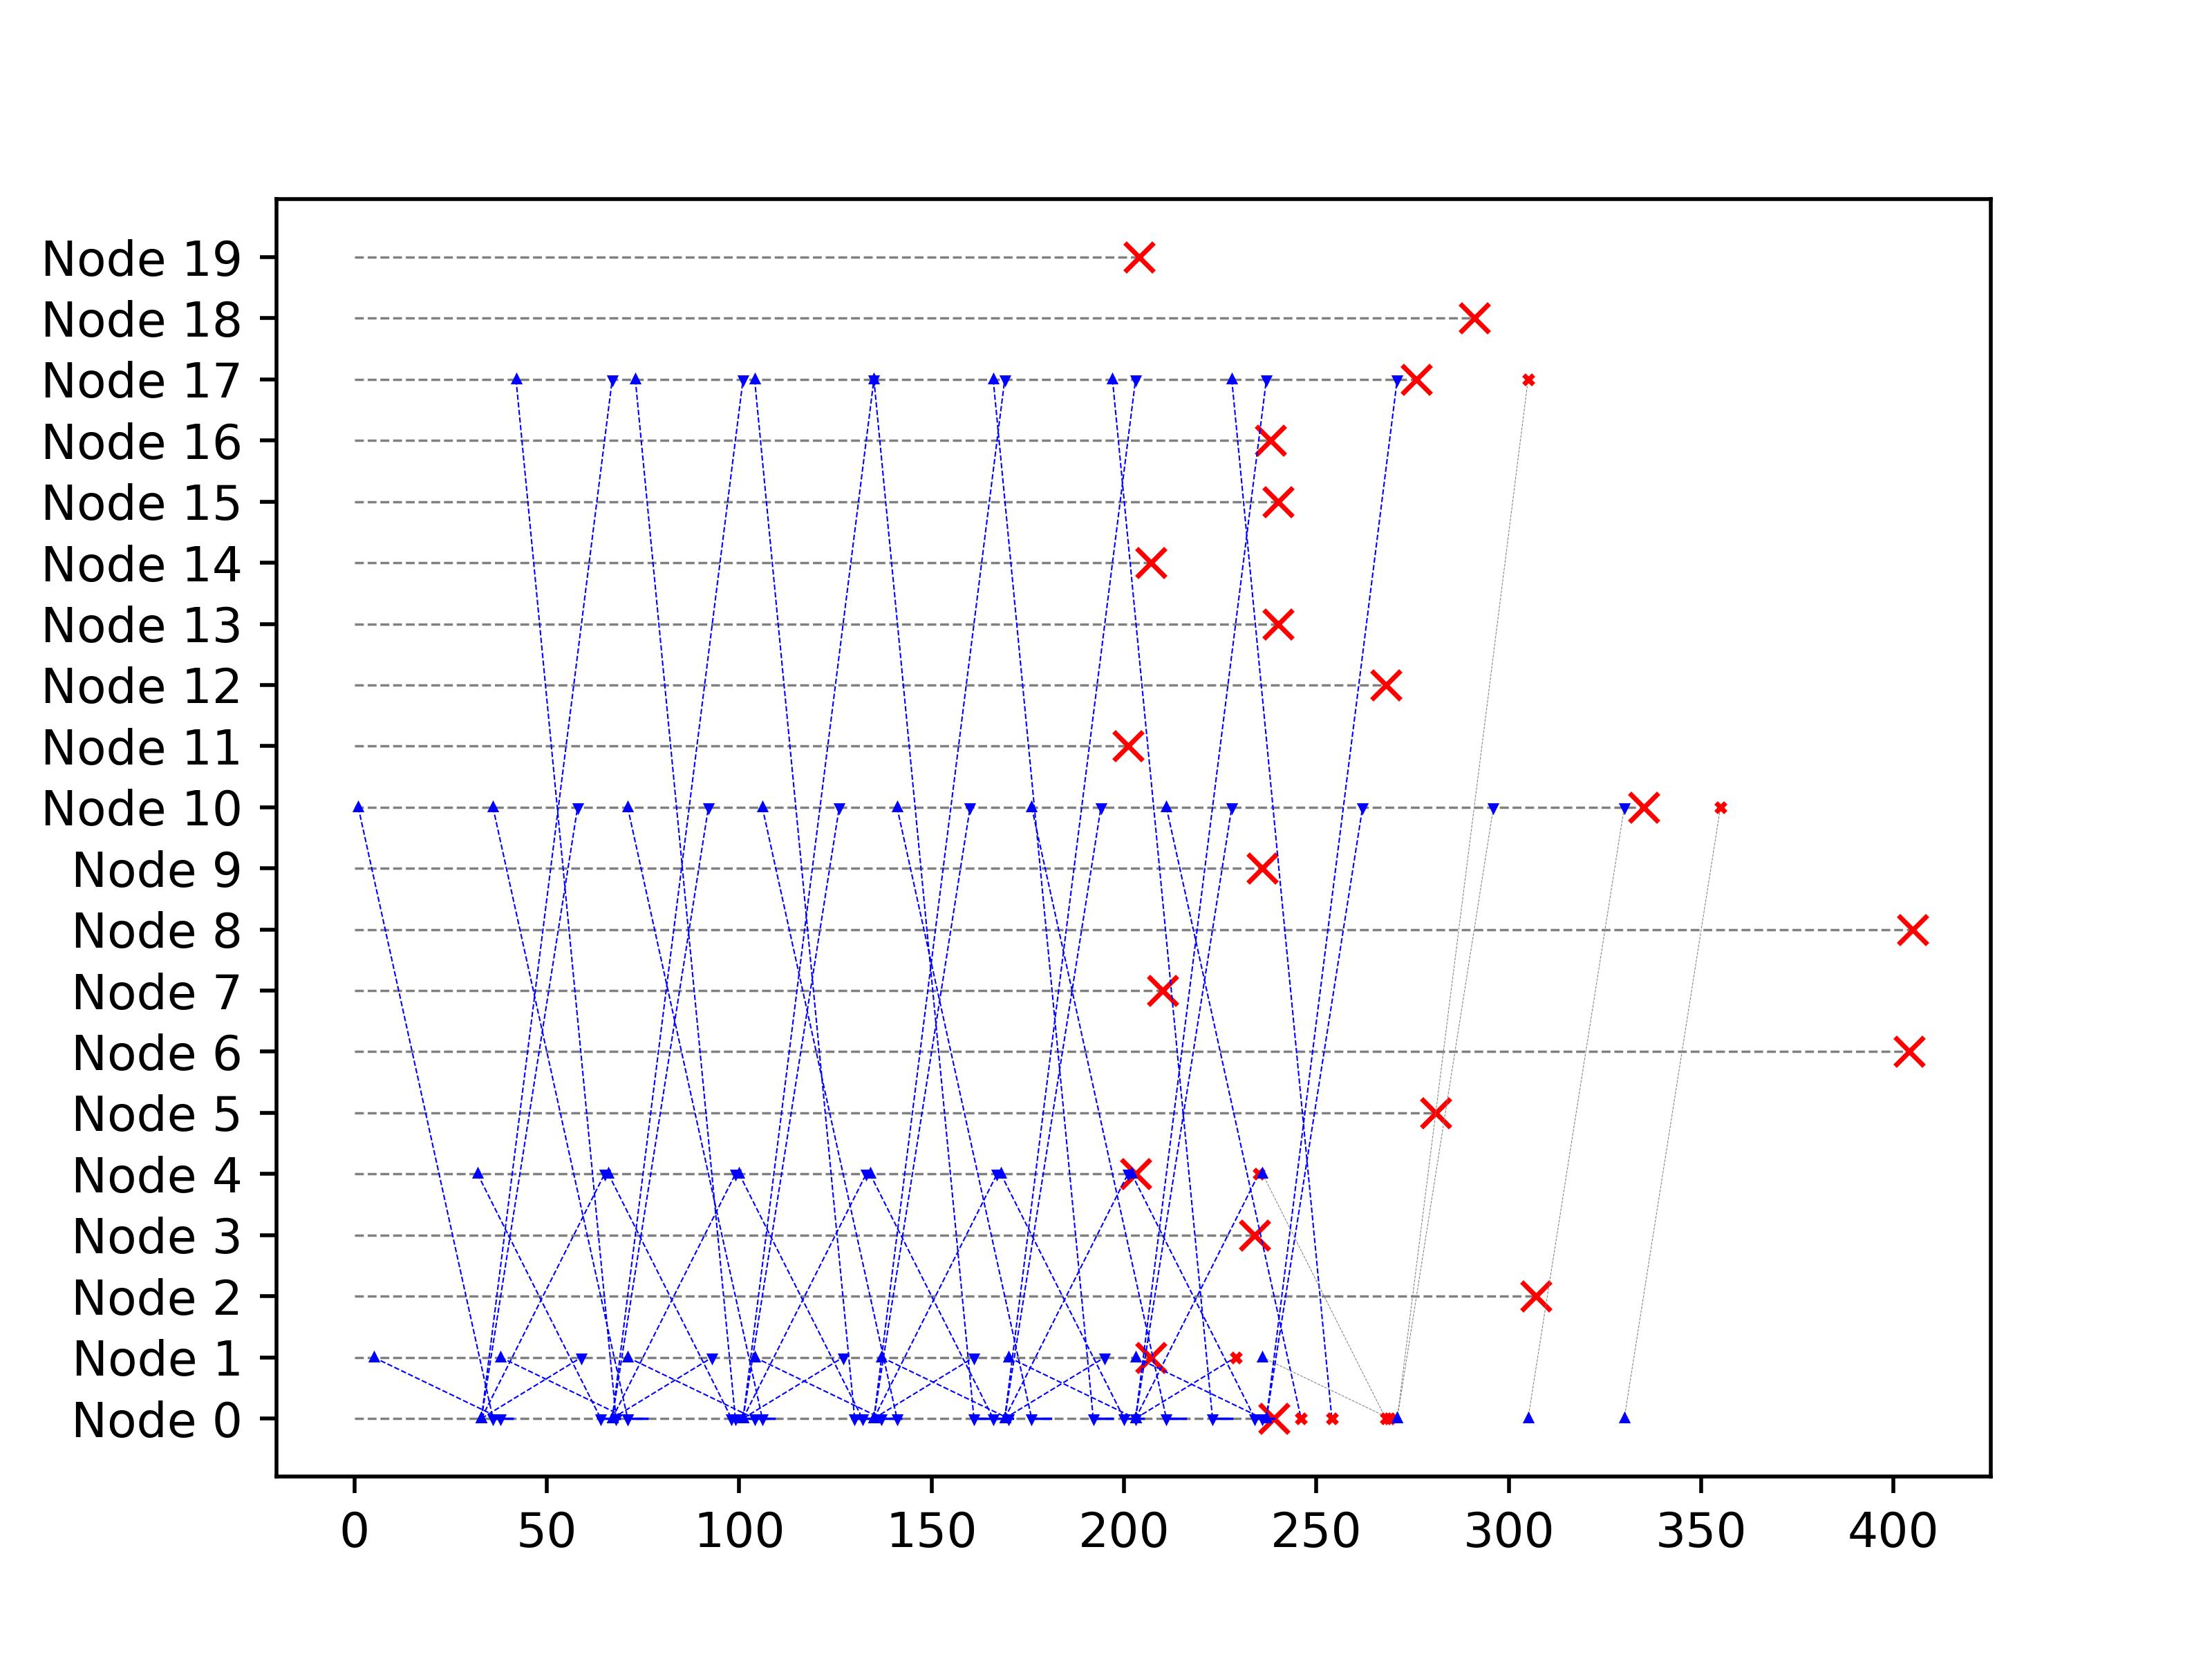 Node 19
Node 18
Node 17
Node 16
Node 15
Node 14
Node 13
Node 12
Node 11
Node 10
Node 9
Node 8
Node 7
Node 6
Node 5
Node 4
Node 3
Node 2
Node 1
Node 0
0 50 100 150 200 250 300 350 400